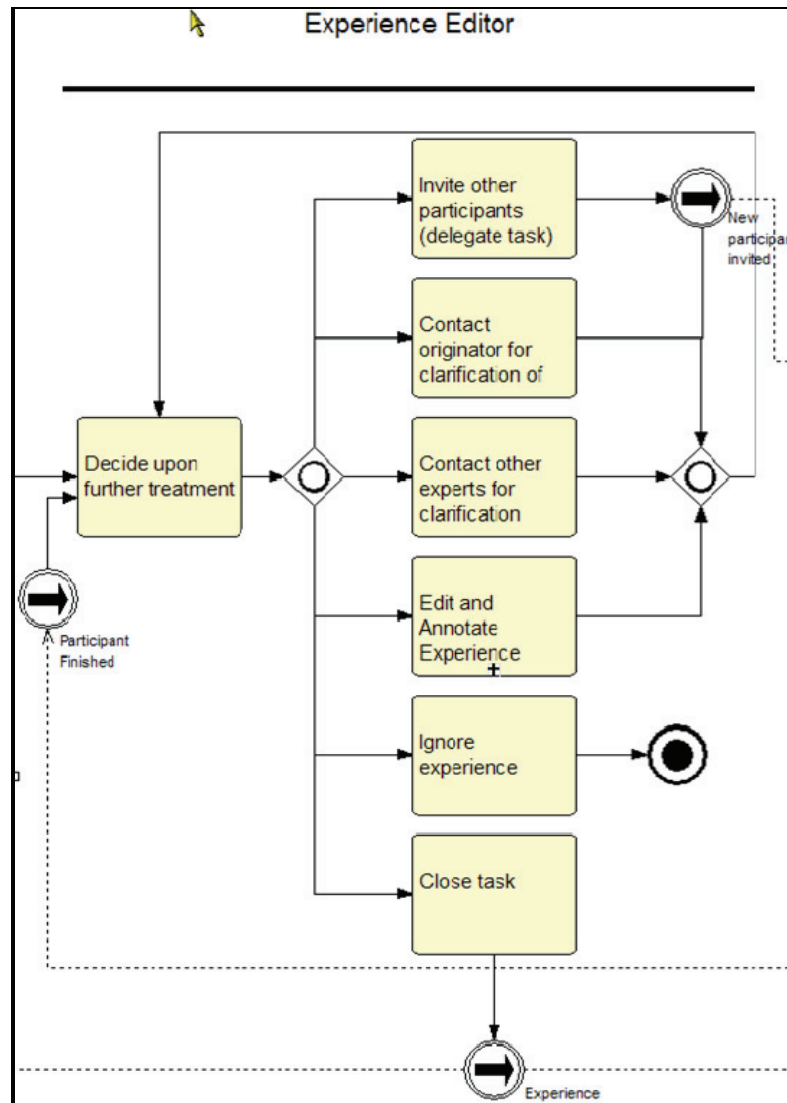 Experience Editor
Invite other
participants
(delegate task)
New
participan
invited
Contact
originator for
clarification of
Decide upon
further treatment
Contact other
experts for
clarification
Edit and
Annotate
Experience
Participant
Finished
Ignore
experience
Close task
Experience